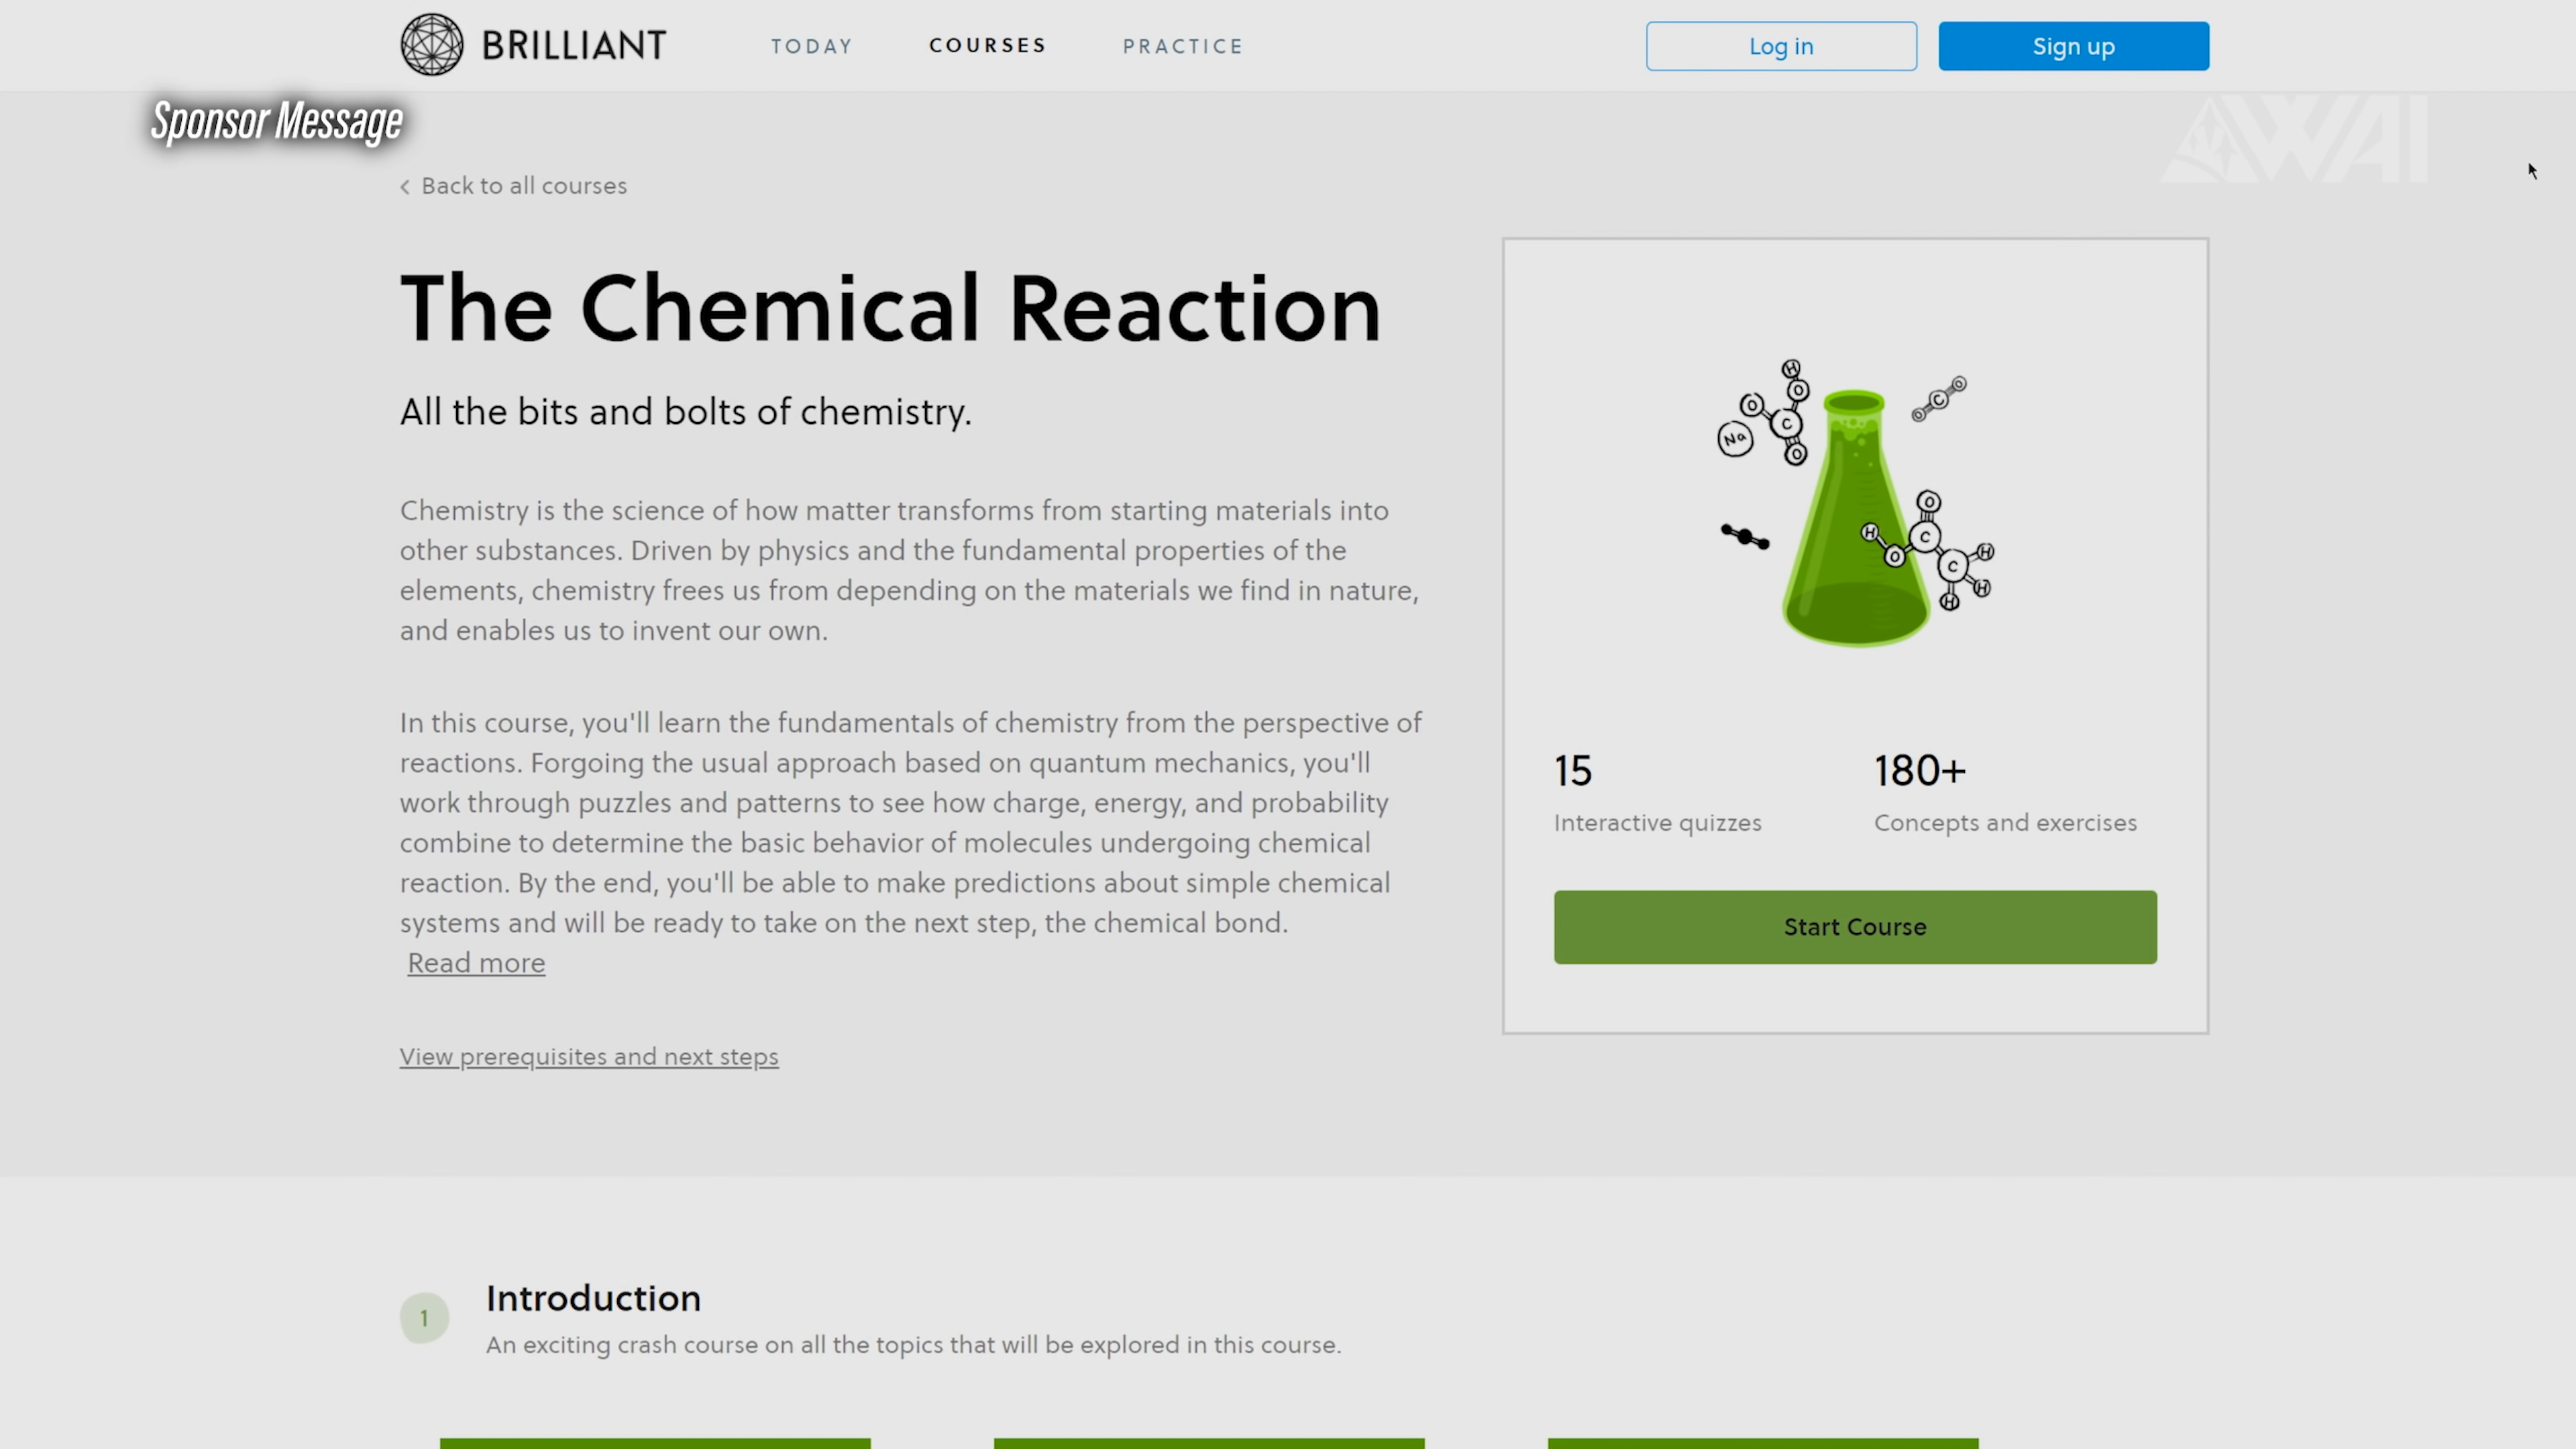 BRILLIANT
TODAY
COURSES
PRACTICE
Log in
Sign up
Sponsor Message
AWAI
Back to all courses
The Chemical Reaction
All the bits and bolts of chemistry.
Chemistry is the science of how matter transforms from starting materials into
other substances. Driven by physics and the fundamental properties of the
elements, chemistry frees us from depending on the materials we find in nature,
and enables us to invent our own.
In this course, you'll learn the fundamentals of chemistry from the perspective of
reactions. Forgoing the usual approach based on quantum mechanics, you'll
work through puzzles and patterns to see how charge, energy, and probability
combine to determine the basic behavior of molecules undergoing chemical
reaction. By the end, you'll be able to make predictions about simple chemical
systems and will be ready to take on the next step, the chemical bond.
Read more
View prerequisites and next steps
H
O
O
C
Na
O
O
C
O
O
H
C
O
C
H
H
H
15
Interactive quizzes
180+
Concepts and exercises
Start Course
1
Introduction
An exciting crash course on all the topics that will be explored in this course.